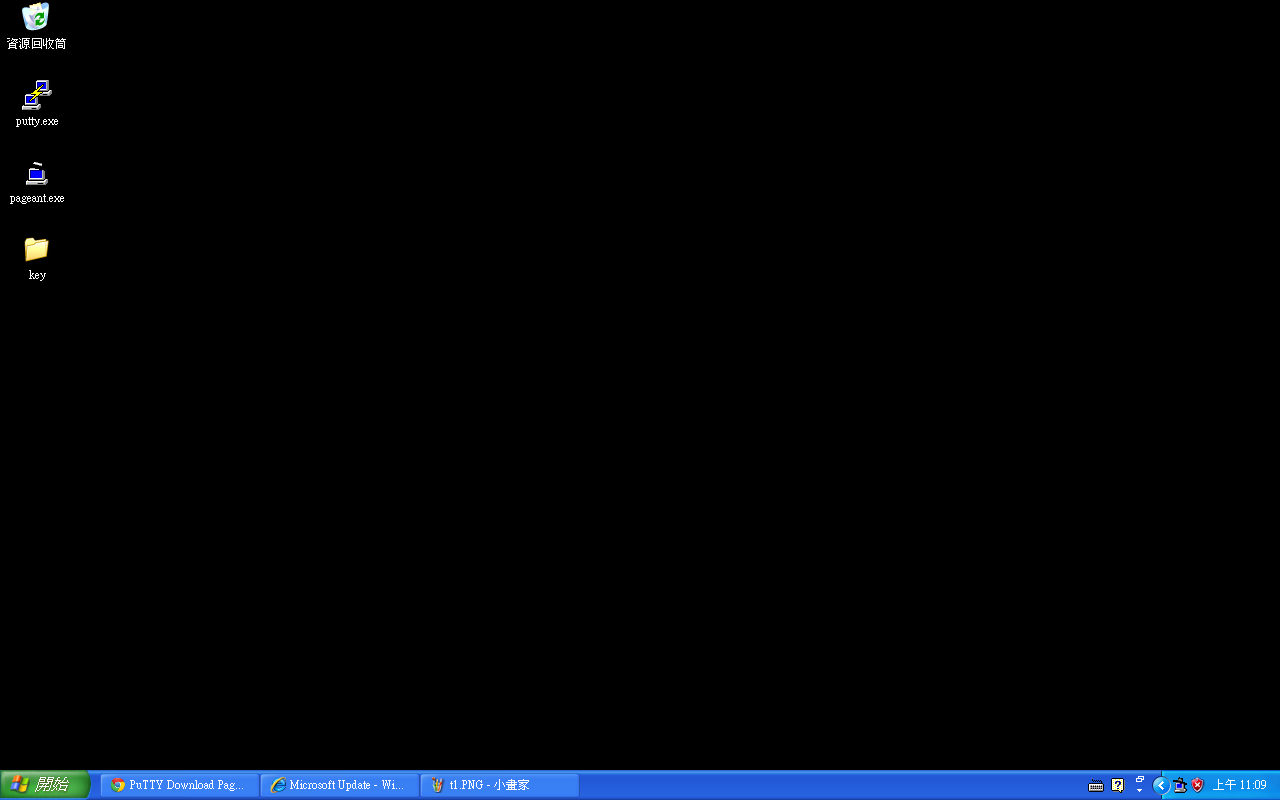 資源回收筒
putty.exe
pageant.exe
key
開始
PuTTY Download Pag...
Microsoft Update - Wi...
t1.PNG - 小畫家
上午 11:09